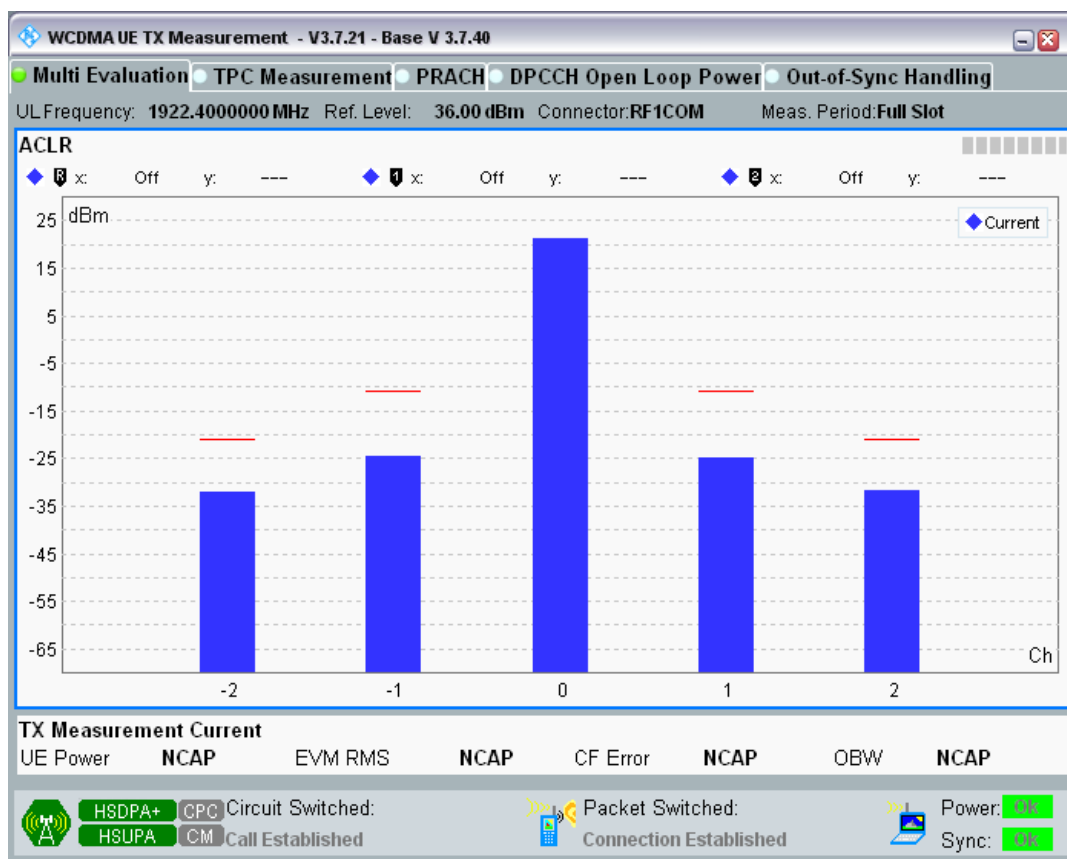 WCDMA UE TX Measurement - V3.7.21 - Base V 3.7.40
Multi Evaluation TPC Measurement PRACH DPCCH Open Loop Power Out-of-Sync Handling
UL Frequency: 1922.4000000 MHz Ref. Level: 36.00 dBm Connector:RF1COM Meas. Period:Full Slot
ACLR
R x: Off y: --- 1 x: Off y: --- 2 x: Off y: ---
dBm
Current
25
15
5
-5
-15
-25
-35
-45
-55
-65
Ch
-2 -1 0 1 2
TX Measurement Current
UE Power NCAP EVM RMS NCAP CF Error NCAP OBW NCAP
HSDPA+ CPC Circuit Switched: Packet Switched: Power: Ok
HSUPA CM Call Established Connection Established Sync: Ok